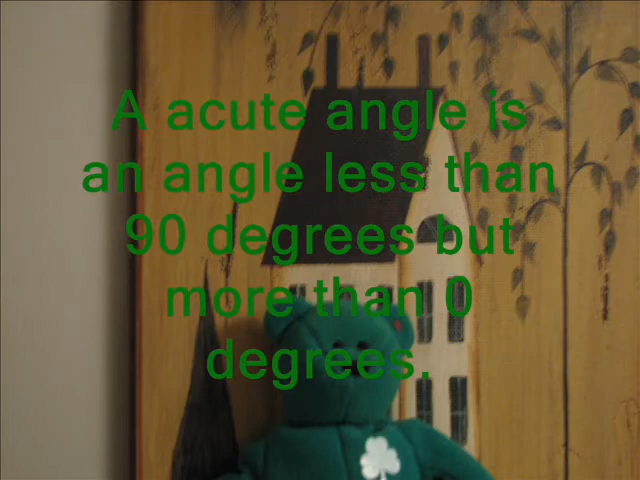 A acute angle is
an angle less than
90 degrees but
more than 0
degrees.